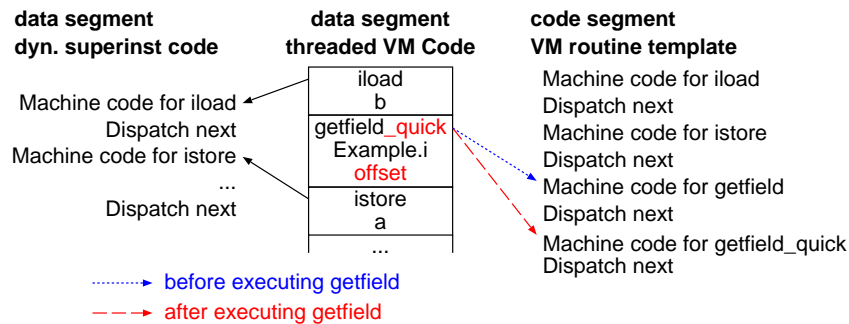 data segment
dyn. superinst code
Machine code for iload
Dispatch next
Machine code for istore
...
Dispatch next
data segment
threaded VM Code
iload
b
getfield_quick
Example.i
offset
istore
a
...
code segment
VM routine template
Machine code for iload
Dispatch next
Machine code for istore
Dispatch next
Machine code for getfield
Dispatch next
Machine code for getfield_quick
Dispatch next
before executing getfield
after executing getfield